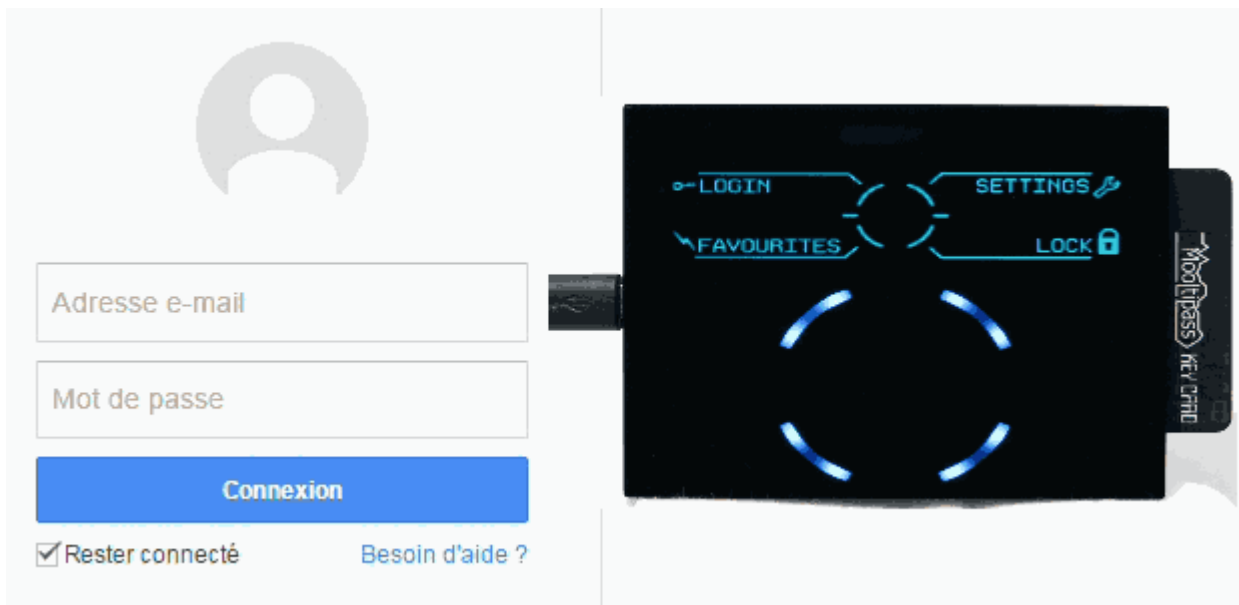 Adresse e-mail
Mot de passe
Connexion
Rester connecté
Besoin d'aide ?
LOGIN
SETTINGS
FAVOURITES
LOCK
Mooltipass KEY CARD